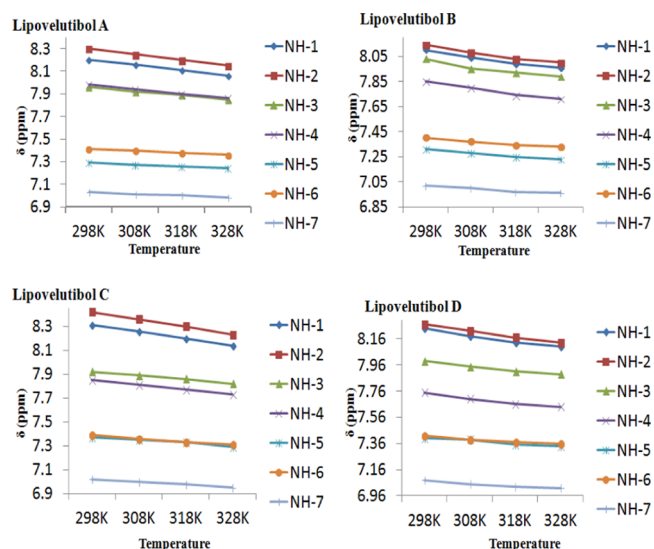 Lipovelutibol A
δ (ppm)
8.3
8.1
7.9
7.7
7.5
7.3
7.1
6.9
298K 308K 318K 328K
Temperature
NH-1
NH-2
NH-3
NH-4
NH-5
NH-6
NH-7
Lipovelutibol B
δ (ppm)
8.05
7.85
7.65
7.45
7.25
7.05
6.85
298K 308K 318K 328K
Temperature
NH-1
NH-2
NH-3
NH-4
NH-5
NH-6
NH-7
Lipovelutibol C
δ (ppm)
8.3
8.1
7.9
7.7
7.5
7.3
7.1
6.9
298K 308K 318K 328K
Temperature
NH-1
NH-2
NH-3
NH-4
NH-5
NH-6
NH-7
Lipovelutibol D
δ (ppm)
8.16
7.96
7.76
7.56
7.36
7.16
6.96
298K 308K 318K 328K
Temperature
NH-1
NH-2
NH-3
NH-4
NH-5
NH-6
NH-7